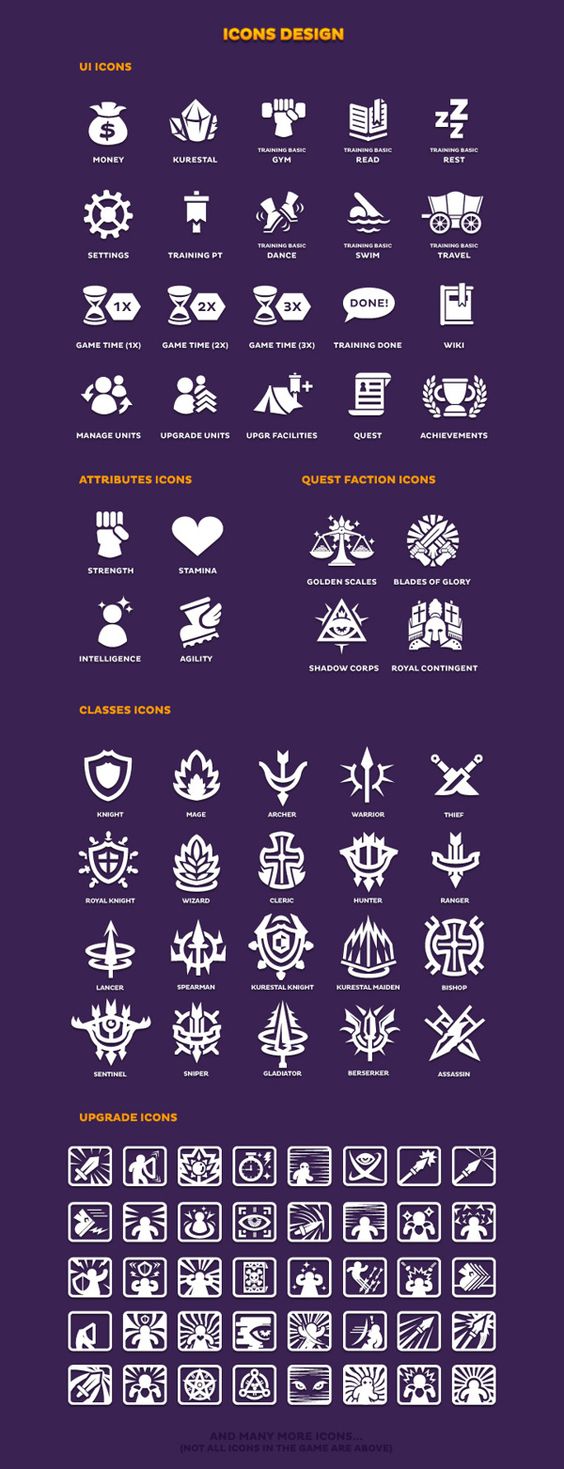 ICONS DESIGN
UI ICONS
$
MONEY
KURESTAL
TRAINING BASIC
GYM
TRAINING BASIC
READ
Z
Z
Z
TRAINING BASIC
REST
SETTINGS
TRAINING PT
TRAINING BASIC
DANCE
TRAINING BASIC
SWIM
TRAINING BASIC
TRAVEL
1X
GAME TIME (1X)
2X
GAME TIME (2X)
3X
GAME TIME (3X)
DONE!
TRAINING DONE
WIKI
MANAGE UNITS
UPGRADE UNITS
UPGR FACILITIES
QUEST
ACHIEVEMENTS
ATTRIBUTES ICONS
STRENGTH
STAMINA
INTELLIGENCE
AGILITY
QUEST FACTION ICONS
GOLDEN SCALES
BLADES OF GLORY
SHADOW CORPS
ROYAL CONTINGENT
CLASSES ICONS
KNIGHT
MAGE
ARCHER
WARRIOR
THIEF
ROYAL KNIGHT
WIZARD
CLERIC
HUNTER
RANGER
LANCER
SPEARMAN
KURESTAL KNIGHT
KURESTAL MAIDEN
BISHOP
SENTINEL
SNIPER
GLADIATOR
BERSERKER
ASSASSIN
UPGRADE ICONS
AND MANY MORE ICONS...
(NOT ALL ICONS IN THE GAME ARE ABOVE)